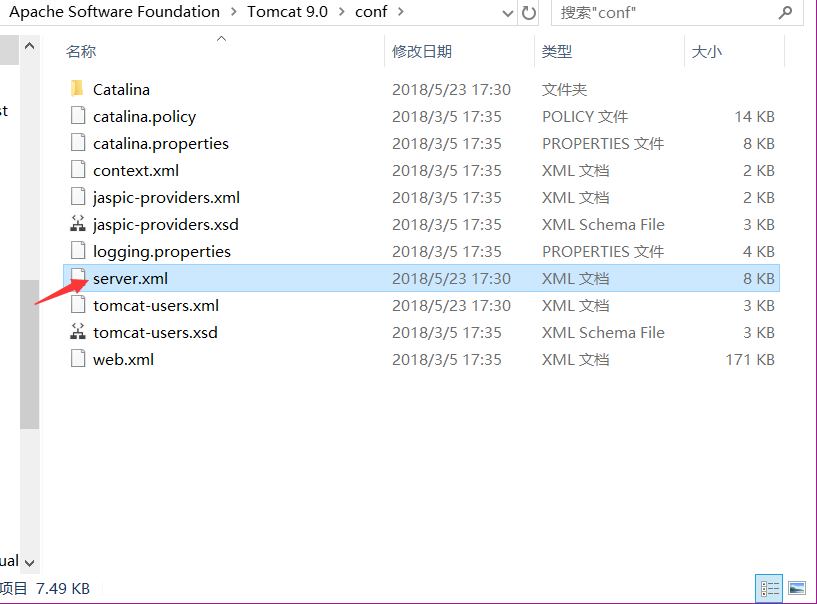 Apache Software Foundation > Tomcat 9.0 > conf >
搜索"conf"
名称 修改日期 类型 大小
Catalina 2018/5/23 17:30 文件夹
st
catalina.policy 2018/3/5 17:35 POLICY 文件 14 KB
catalina.properties 2018/3/5 17:35 PROPERTIES 文件 8 KB
context.xml 2018/3/5 17:35 XML 文档 2 KB
jaspic-providers.xml 2018/3/5 17:35 XML 文档 2 KB
jaspic-providers.xsd 2018/3/5 17:35 XML Schema File 3 KB
logging.properties 2018/3/5 17:35 PROPERTIES 文件 4 KB
server.xml 2018/5/23 17:30 XML 文档 8 KB
tomcat-users.xml 2018/5/23 17:30 XML 文档 3 KB
tomcat-users.xsd 2018/3/5 17:35 XML Schema File 3 KB
web.xml 2018/3/5 17:35 XML 文档 171 KB
ual
项目 7.49 KB